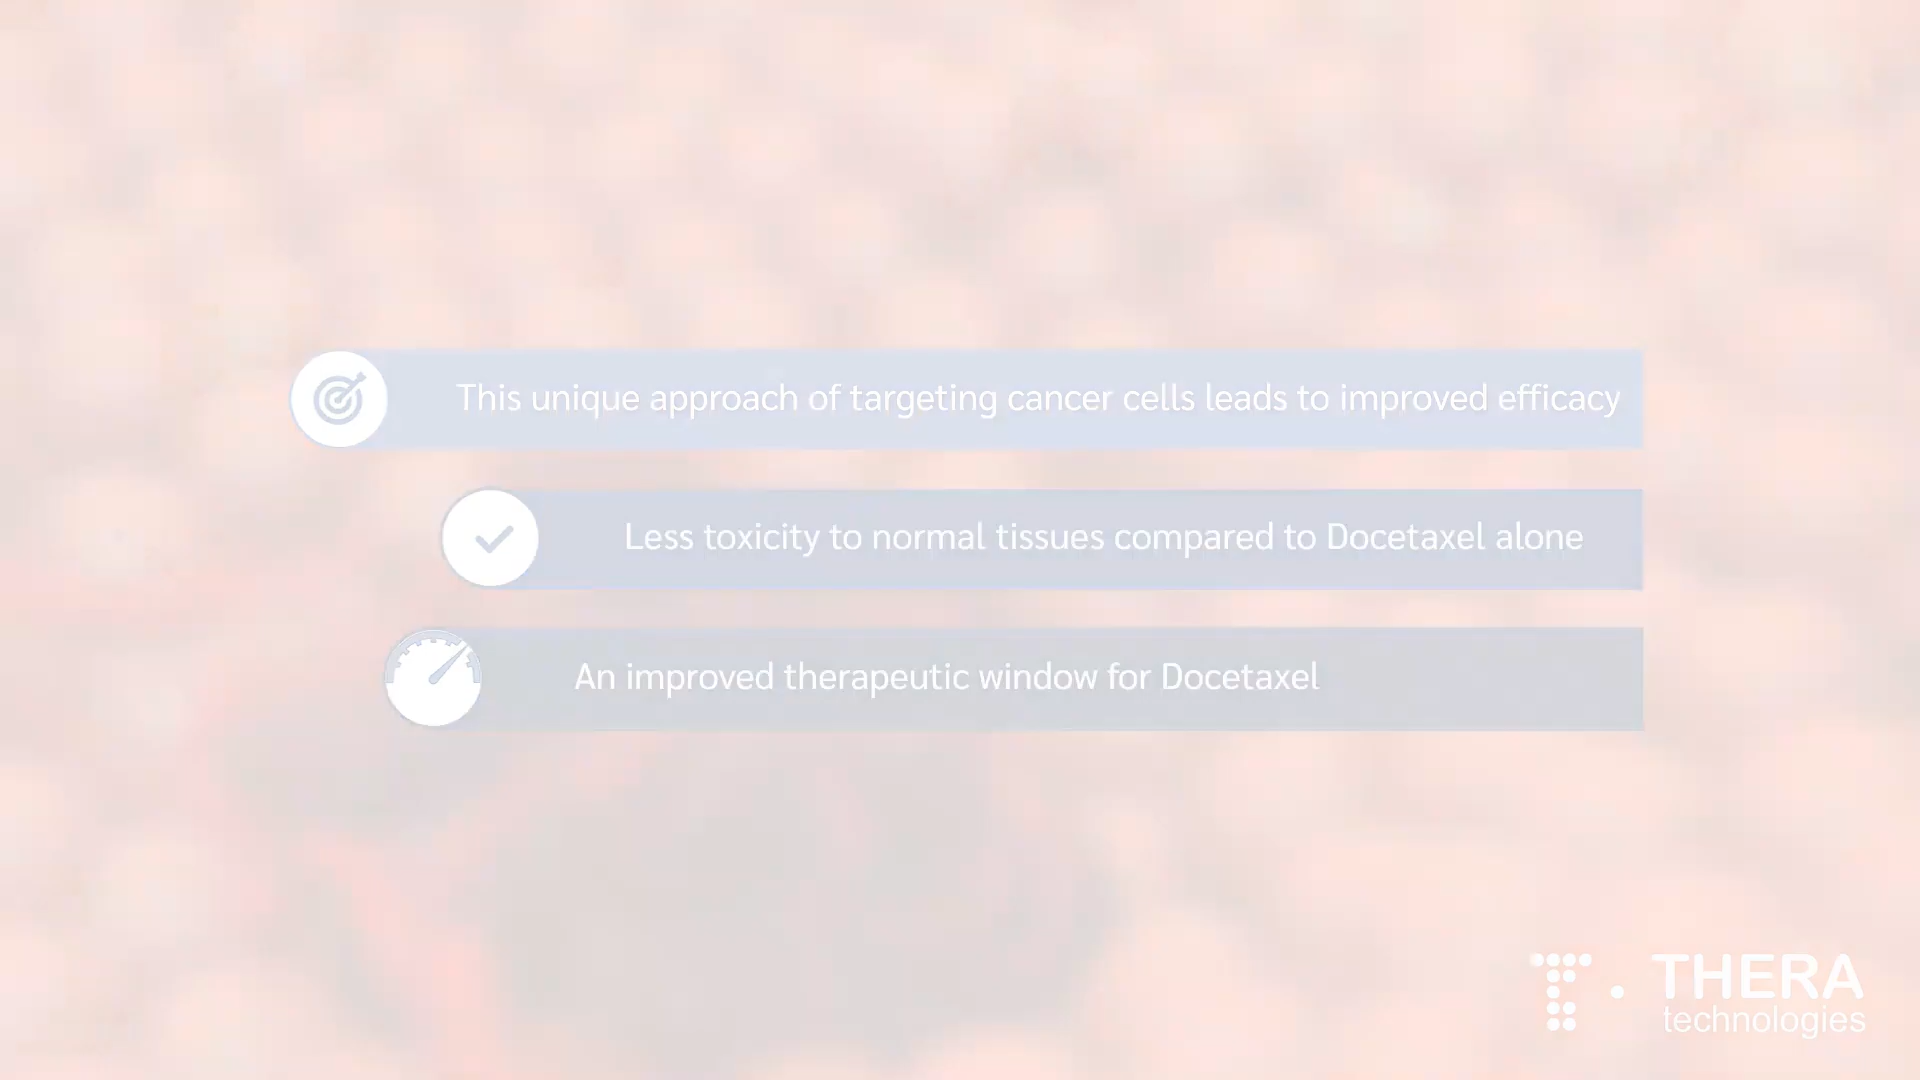 This unique approach of targeting cancer cells leads to improved efficacy
Less toxicity to normal tissues compared to Docetaxel alone
An improved therapeutic window for Docetaxel
THERA
technologies